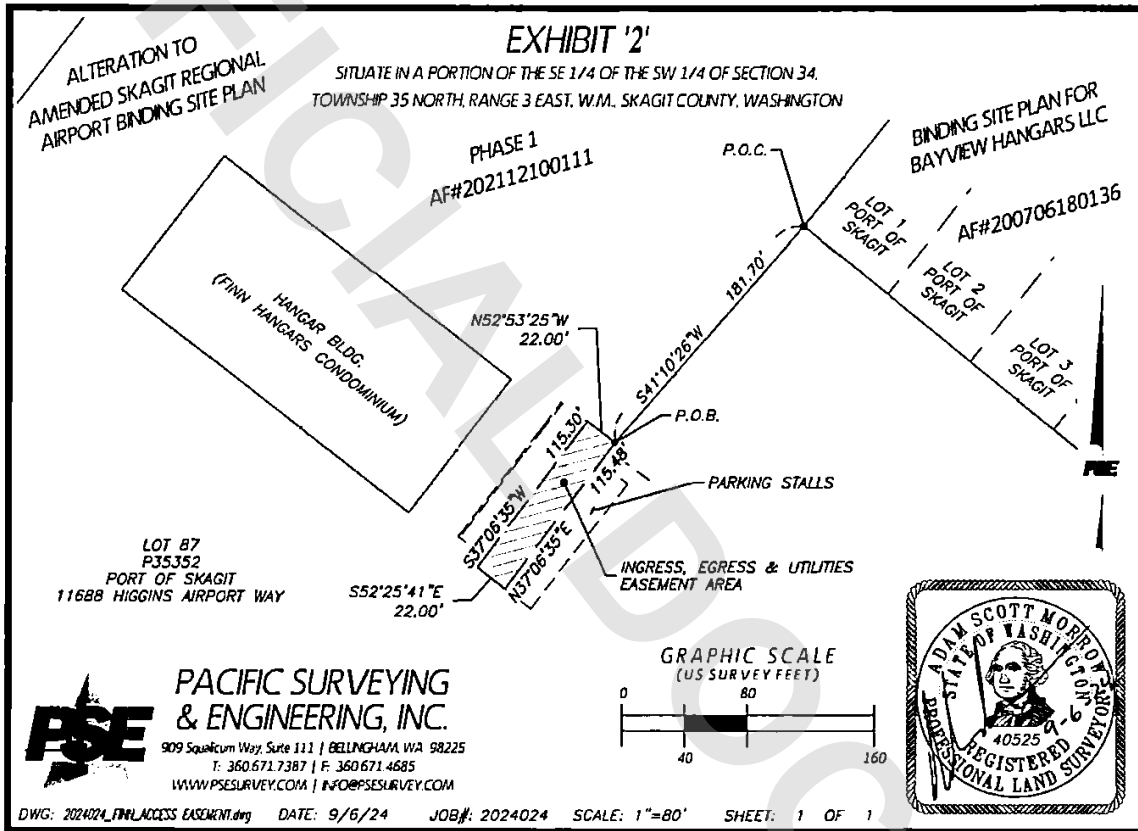 EXHIBIT '2'
SITUATE IN A PORTION OF THE SE 1/4 OF THE SW 1/4 OF SECTION 34,
TOWNSHIP 35 NORTH, RANGE 3 EAST, W.M., SKAGIT COUNTY, WASHINGTON
ALTERATION TO
AMENDED SKAGIT REGIONAL
AIRPORT BINDING SITE PLAN
PHASE 1
AF#202112100111
P.O.C.
BINDING SITE PLAN FOR
BAYVIEW HANGARS LLC
AF#200706180136
LOT 1
PORT OF
SKAGIT
LOT 2
PORT OF
SKAGIT
LOT 3
PORT OF
SKAGIT
HANGAR BLDG.
(FINN HANGARS CONDOMINIUM)
N52°53'25"W
22.00'
181.70'
S41°10'26"W
P.O.B.
115.30'
S37°06'35"W
115.48'
N37°06'35"E
PARKING STALLS
INGRESS, EGRESS & UTILITIES
EASEMENT AREA
S52°25'41"E
22.00'
LOT 87
P35352
PORT OF SKAGIT
11688 HIGGINS AIRPORT WAY
PSE
PSE
PACIFIC SURVEYING
& ENGINEERING, INC.
909 Squalicum Way, Suite 111 | BELLINGHAM, WA 98225
T: 360.671.7387 | F: 360.671.4685
WWW.PSESURVEY.COM | INFO@PSESURVEY.COM
GRAPHIC SCALE
(US SURVEY FEET)
0 80
40 160
ADAM SCOTT MORROW
STATE OF WASHINGTON
40525
9-6
REGISTERED
PROFESSIONAL LAND SURVEYOR
DWG: 2024024_FINN_ACCESS EASEMENT.dwg DATE: 9/6/24 JOB#: 2024024 SCALE: 1"=80' SHEET: 1 OF 1